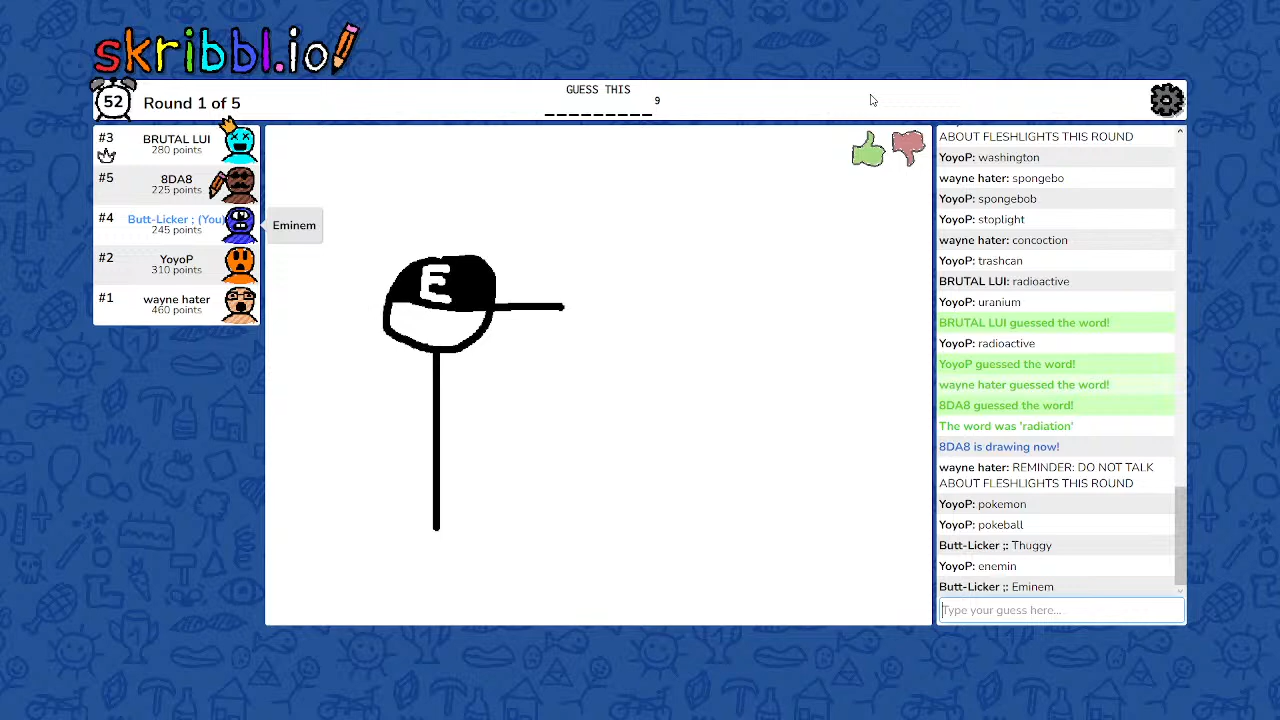 skribbl.io
52
Round 1 of 5
GUESS THIS
9
_________
#3
BRUTAL LUI
280 points
#5
8DA8
225 points
#4
Butt-Licker ; (You)
245 points
#2
YoyoP
310 points
#1
wayne hater
460 points
Eminem
E
ABOUT FLESHLIGHTS THIS ROUND
YoyoP: washington
wayne hater: spongebo
YoyoP: spongebob
YoyoP: stoplight
wayne hater: concoction
YoyoP: trashcan
BRUTAL LUI: radioactive
YoyoP: uranium
BRUTAL LUI guessed the word!
YoyoP: radioactive
YoyoP guessed the word!
wayne hater guessed the word!
8DA8 guessed the word!
The word was 'radiation'
8DA8 is drawing now!
wayne hater: REMINDER: DO NOT TALK
ABOUT FLESHLIGHTS THIS ROUND
YoyoP: pokemon
YoyoP: pokeball
Butt-Licker ;: Thuggy
YoyoP: enemin
Butt-Licker ;: Eminem
Type your guess here...